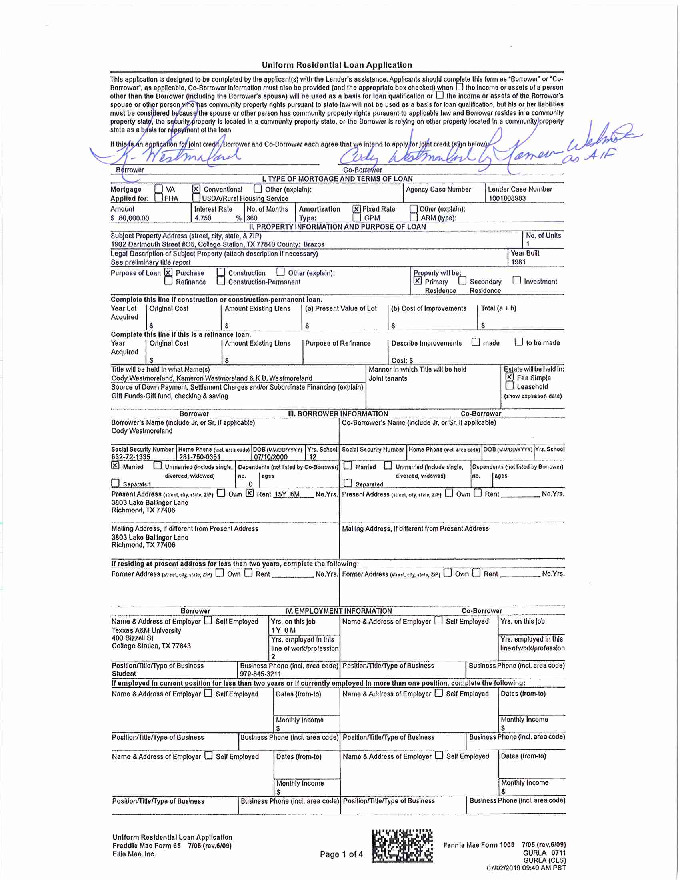 Uniform Residential Loan Application
This application is designed to be completed by the applicant(s) with the Lender's assistance. Applicants should complete this form as "Borrower" or "Co-
Borrower", as applicable. Co-Borrower information must also be provided (and the appropriate box checked) when ☐ the income or assets of a person
other than the Borrower (including the Borrower's spouse) will be used as a basis for loan qualification or ☐ the income or assets of the Borrower's
spouse or other person who has community property rights pursuant to state law will not be used as a basis for loan qualification, but his or her liabilities
must be considered because the spouse or other person has community property rights pursuant to applicable law and Borrower resides in a community
property state, the security property is located in a community property state, or the Borrower is relying on other property located in a community property
state as a basis for repayment of the loan
If this is an application for joint credit, Borrower and Co-Borrower each agree that we intend to apply for joint credit (sign below):
K. Westmoreland Cody Westmoreland by Kameron Westmor as AIF
Borrower Co-Borrower
I. TYPE OF MORTGAGE AND TERMS OF LOAN
Mortgage ☐ VA ☒ Conventional ☐ Other (explain): Agency Case Number Lender Case Number
Applied for: ☐ FHA ☐ USDA/Rural Housing Service
Amount Interest Rate No. of Months Amortization ☒ Fixed Rate ☐ Other (explain):
$ 80,000.00 4.750 % 360 Type: ☐ GPM ☐ ARM (type):
II. PROPERTY INFORMATION AND PURPOSE OF LOAN
Subject Property Address (street, city, state, & ZIP) No. of Units
1902 Dartmouth Street #O5, College Station, TX 77840 County: Brazos 1
Legal Description of Subject Property (attach description if necessary) Year Built
See preliminary title report 1981
Purpose of Loan ☒ Purchase ☐ Construction ☐ Other (explain): Property will be:
☐ Refinance ☐ Construction-Permanent ☒ Primary Residence ☐ Secondary Residence ☐ Investment
Complete this line if construction or construction-permanent loan.
Year Lot Acquired Original Cost Amount Existing Liens (a) Present Value of Lot (b) Cost of Improvements Total (a + b)
$ $ $ $ $
Complete this line if this is a refinance loan.
Year Acquired Original Cost Amount Existing Liens Purpose of Refinance Describe Improvements ☐ made ☐ to be made
$ $ Cost: $
Title will be held in what Name(s) Manner in which Title will be held Estate will be held in:
Cody Westmoreland, Kameron Westmoreland & K D. Westmoreland Joint tenants ☒ Fee Simple
Source of Down Payment, Settlement Charges and/or Subordinate Financing (explain) ☐ Leasehold
Gift Funds-Gift fund, checking & saving (show expiration date)
Borrower III. BORROWER INFORMATION Co-Borrower
Borrower's Name (include Jr. or Sr. if applicable) Co-Borrower's Name (include Jr. or Sr. if applicable)
Cody Westmoreland
Social Security Number Home Phone (incl. area code) DOB (MM/DD/YYYY) Yrs. School Social Security Number Home Phone (incl. area code) DOB (MM/DD/YYYY) Yrs. School
632-72-1335 281-750-0351 07/10/2000 12
☒ Married ☐ Unmarried (include single, divorced, widowed) Dependents (not listed by Co-Borrower) ☐ Married ☐ Unmarried (include single, divorced, widowed) Dependents (not listed by Borrower)
☐ Separated no. 0 ages ☐ Separated no. ages
Present Address (street, city, state, ZIP) ☐ Own ☒ Rent 15Y 6M No.Yrs. Present Address (street, city, state, ZIP) ☐ Own ☐ Rent No.Yrs.
3803 Lake Ballinger Lane
Richmond, TX 77406
Mailing Address, if different from Present Address Mailing Address, if different from Present Address
3803 Lake Ballinger Lane
Richmond, TX 77406
If residing at present address for less than two years, complete the following:
Former Address (street, city, state, ZIP) ☐ Own ☐ Rent No.Yrs. Former Address (street, city, state, ZIP) ☐ Own ☐ Rent No.Yrs.
Borrower IV. EMPLOYMENT INFORMATION Co-Borrower
Name & Address of Employer ☐ Self Employed Yrs. on this job Name & Address of Employer ☐ Self Employed Yrs. on this job
Texas A&M University 1Y 0M
400 Bizzell St Yrs. employed in this line of work/profession Yrs. employed in this line of work/profession
College Station, TX 77843 2
Position/Title/Type of Business Business Phone (incl. area code) Position/Title/Type of Business Business Phone (incl. area code)
Student 979-845-3211
If employed in current position for less than two years or if currently employed in more than one position, complete the following:
Name & Address of Employer ☐ Self Employed Dates (from-to) Name & Address of Employer ☐ Self Employed Dates (from-to)
Monthly Income Monthly Income
$ $
Position/Title/Type of Business Business Phone (incl. area code) Position/Title/Type of Business Business Phone (incl. area code)
Name & Address of Employer ☐ Self Employed Dates (from-to) Name & Address of Employer ☐ Self Employed Dates (from-to)
Monthly Income Monthly Income
$ $
Position/Title/Type of Business Business Phone (incl. area code) Position/Title/Type of Business Business Phone (incl. area code)
Uniform Residential Loan Application
Freddie Mac Form 65 7/05 (rev.6/09) Fannie Mae Form 1003 7/05 (rev.6/09)
Ellie Mae, Inc. Page 1 of 4 GURLA 0711
GURLA (CLS)